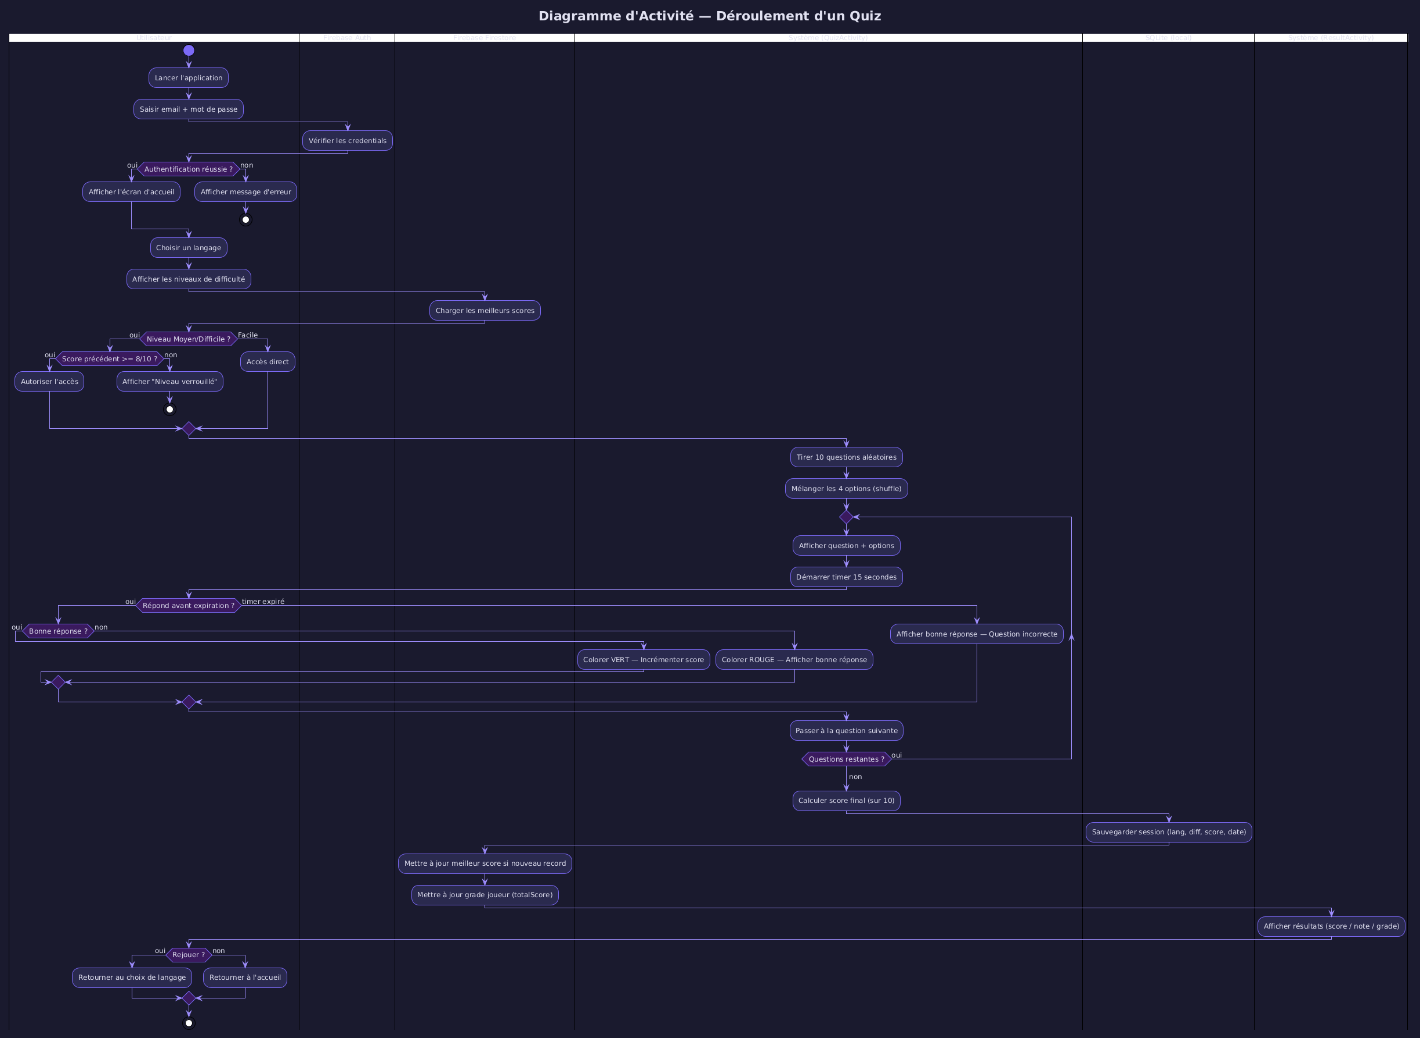 Diagramme d'Activité — Déroulement d'un Quiz
Lancer l'application
Saisir email + mot de passe
Vérifier les credentials
oui
Authentification réussie ?
non
Afficher l'écran d'accueil
Afficher message d'erreur
Choisir un langage
Afficher les niveaux de difficulté
Charger les meilleurs scores
oui
Niveau Moyen/Difficile ?
Facile
oui
Score précédent >= 8/10 ?
non
Accès direct
Autoriser l'accès
Afficher "Niveau verrouillé"
Tirer 10 questions aléatoires
Mélanger les 4 options (shuffle)
Afficher question + options
Démarrer timer 15 secondes
oui
Répond avant expiration ?
timer expiré
oui
Bonne réponse ?
non
Afficher bonne réponse — Question incorrecte
Colorer VERT — Incrémenter score
Colorer ROUGE — Afficher bonne réponse
Passer à la question suivante
Questions restantes ?
oui
non
Calculer score final (sur 10)
Sauvegarder session (lang, diff, score, date)
Mettre à jour meilleur score si nouveau record
Mettre à jour grade joueur (totalScore)
Afficher résultats (score / note / grade)
oui
Rejouer ?
non
Retourner au choix de langage
Retourner à l'accueil